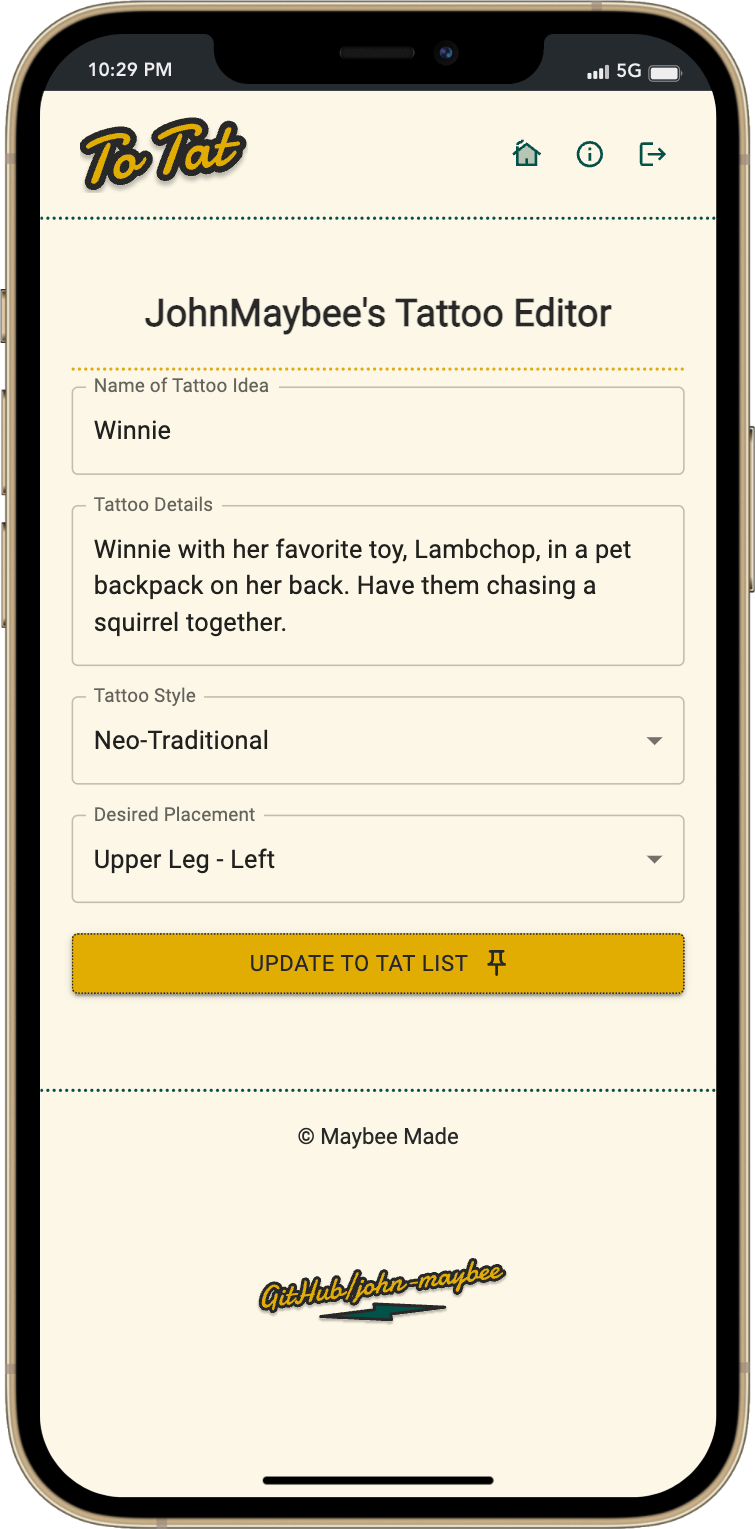 10:29 PM 5G
To Tat
JohnMaybee's Tattoo Editor
Name of Tattoo Idea
Winnie
Tattoo Details
Winnie with her favorite toy, Lambchop, in a pet
backpack on her back. Have them chasing a
squirrel together.
Tattoo Style
Neo-Traditional
Desired Placement
Upper Leg - Left
UPDATE TO TAT LIST
© Maybee Made
GitHub/john-maybee